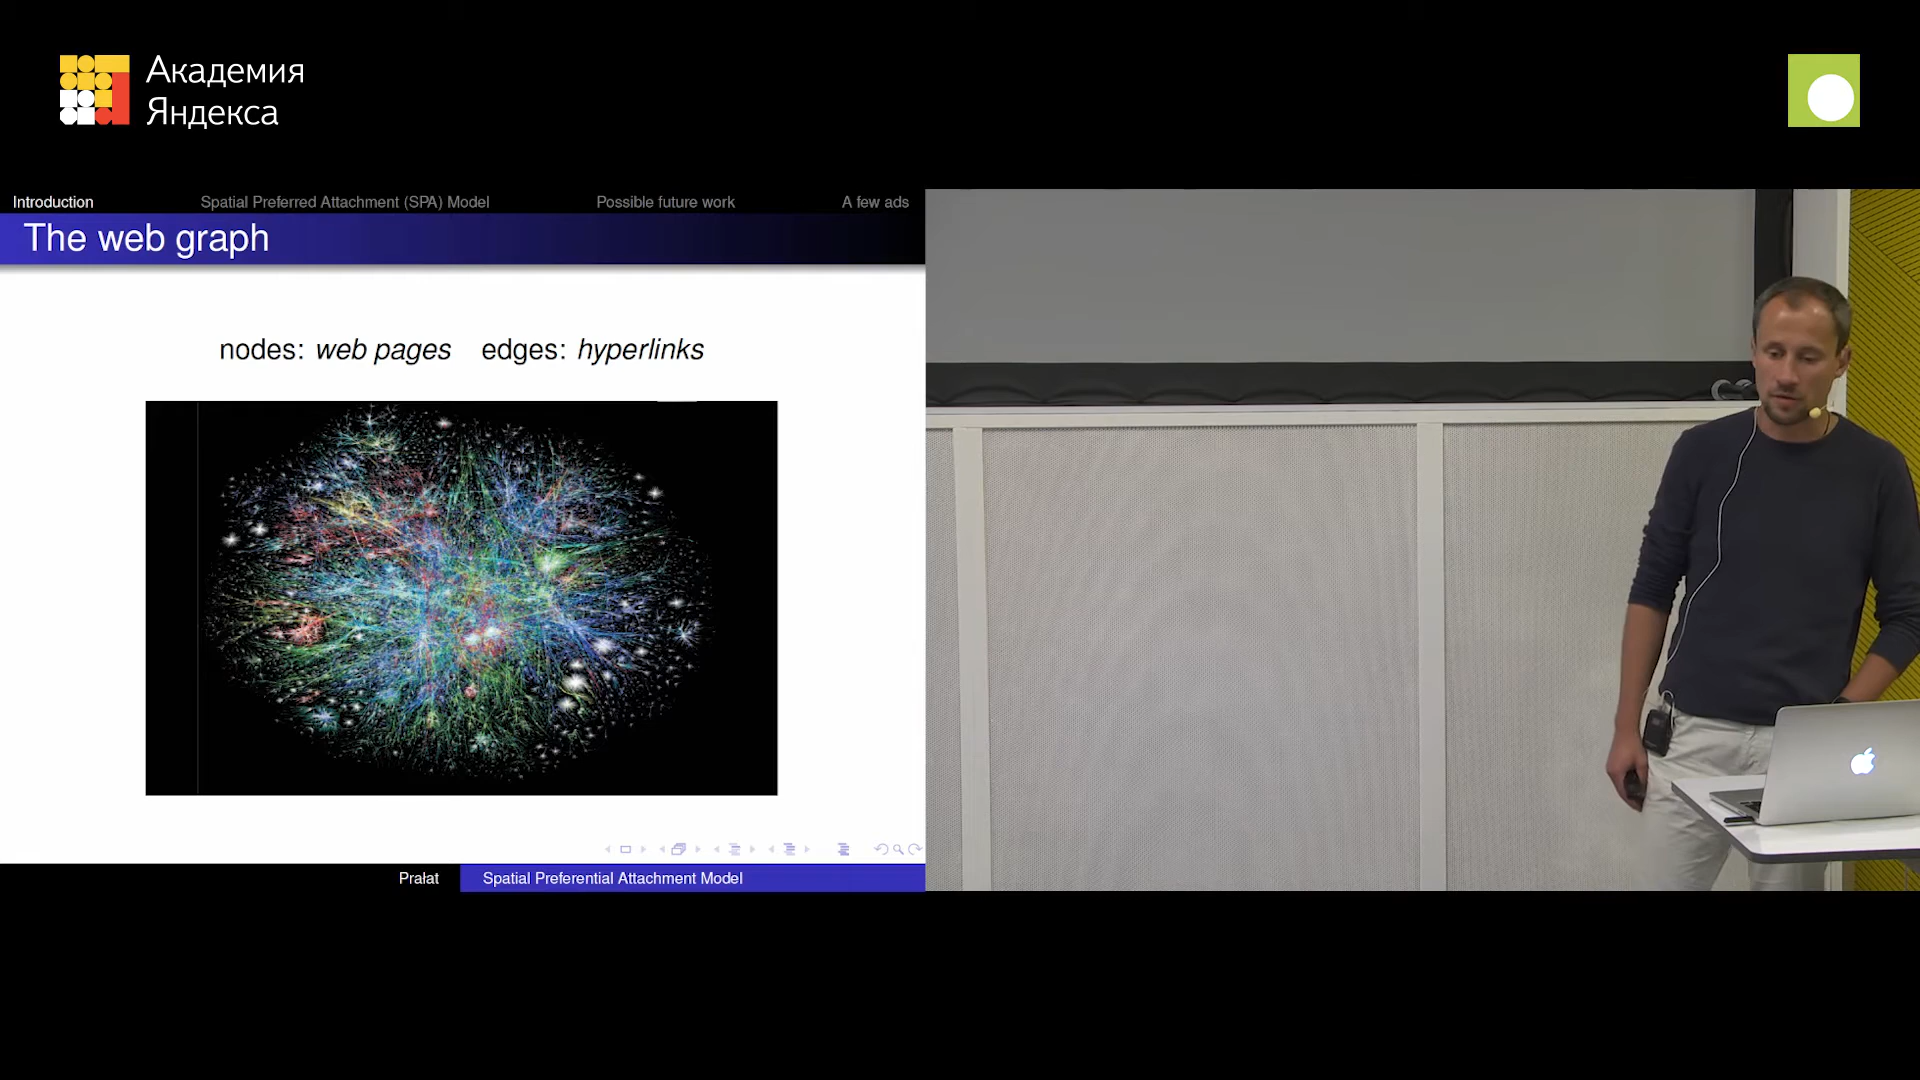 Академия
Яндекса
Introduction Spatial Preferred Attachment (SPA) Model Possible future work A few ads
The web graph
nodes: web pages edges: hyperlinks
Prałat Spatial Preferential Attachment Model